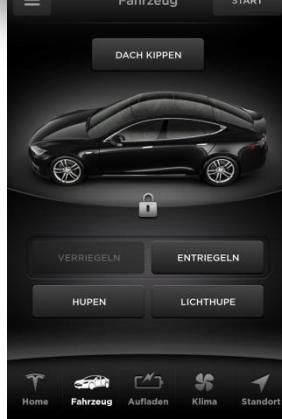 Fahrzeug START
DACH KIPPEN
VERRIEGELN ENTRIEGELN
HUPEN LICHTHUPE
Home Fahrzeug Aufladen Klima Standort